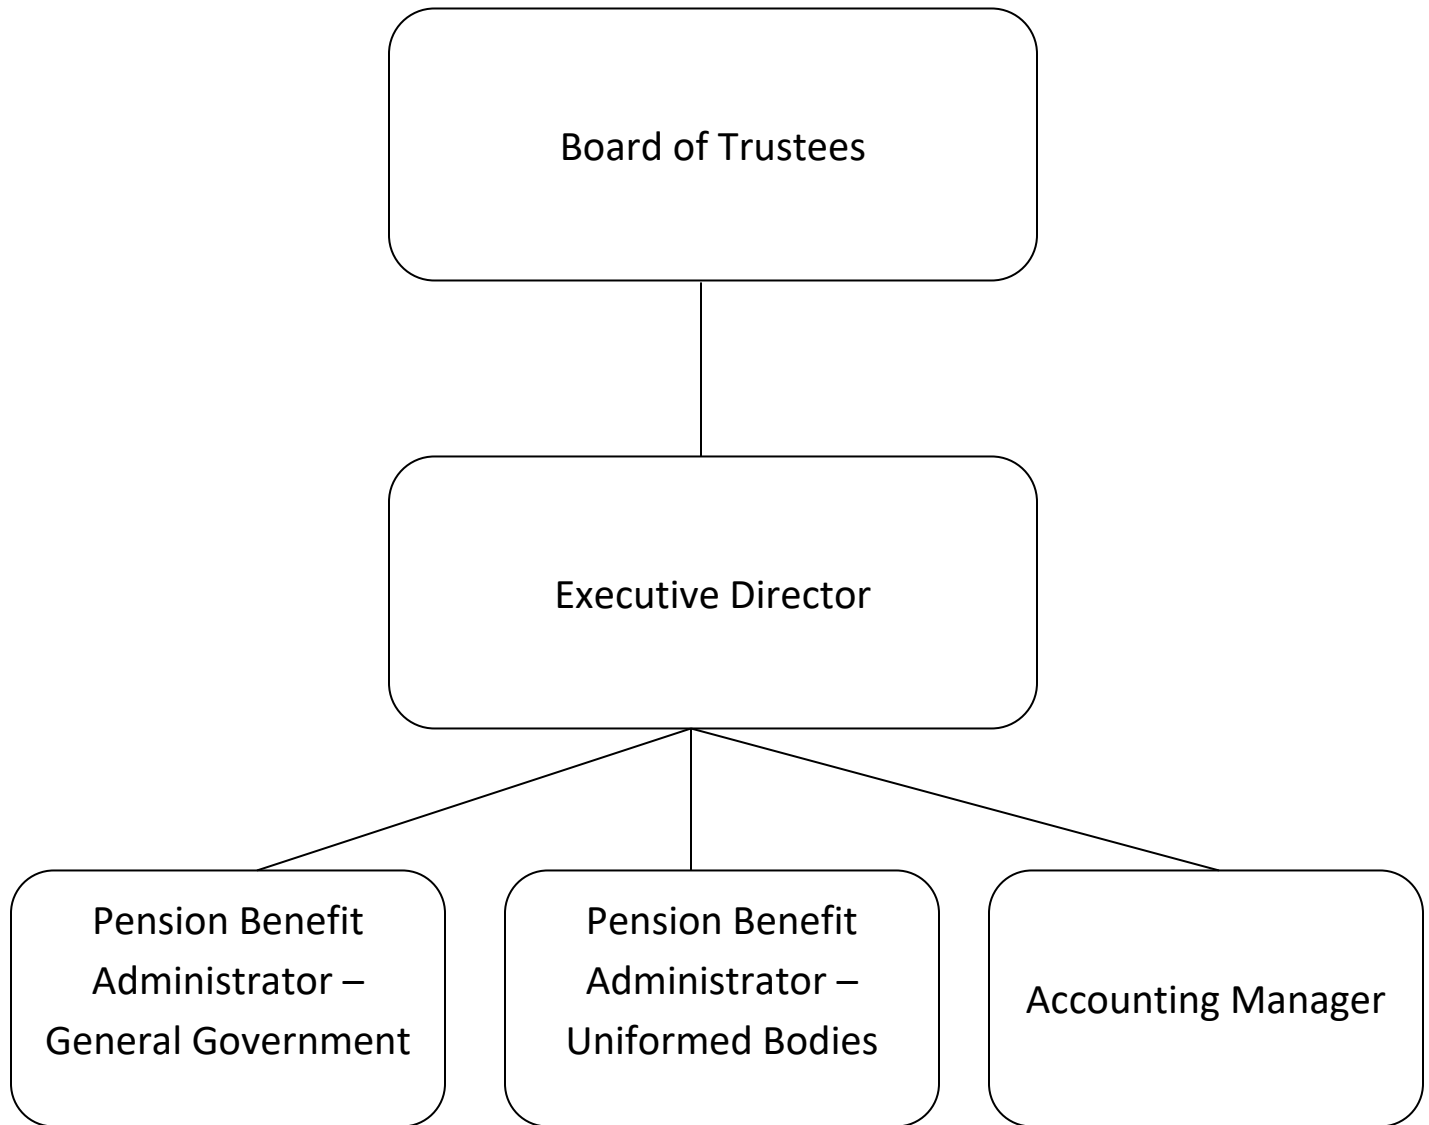 Board of Trustees
Executive Director
Pension Benefit
Administrator –
General Government
Pension Benefit
Administrator –
Uniformed Bodies
Accounting Manager